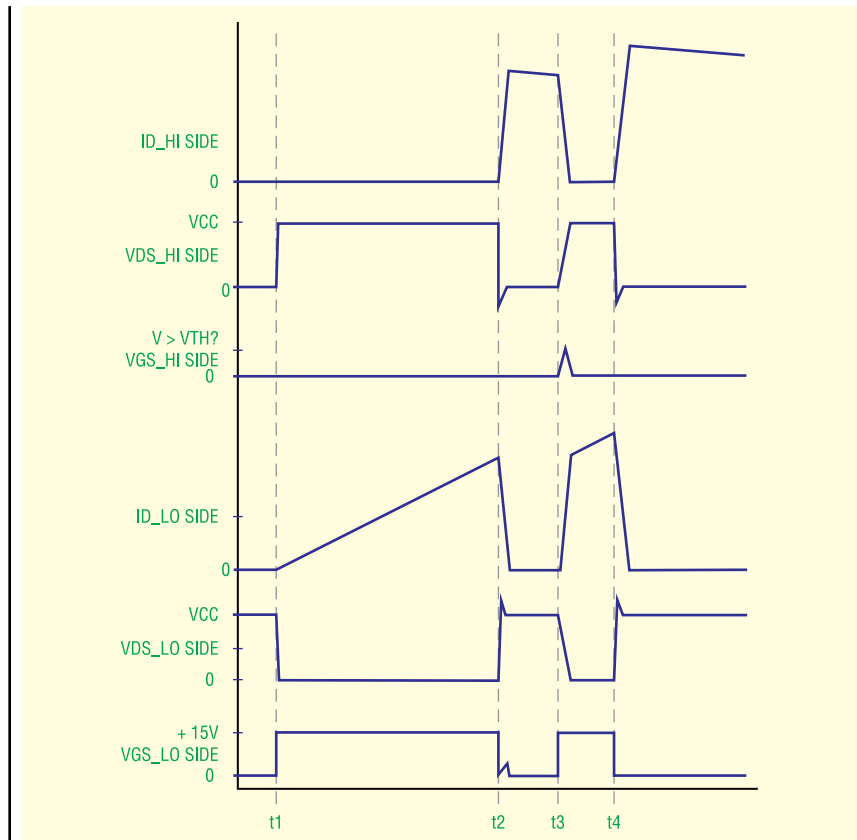 ID_HI SIDE
0
VCC
VDS_HI SIDE
0
V > VTH?
VGS_HI SIDE
0
ID_LO SIDE
0
VCC
VDS_LO SIDE
0
+ 15V
VGS_LO SIDE
0
t1 t2 t3 t4